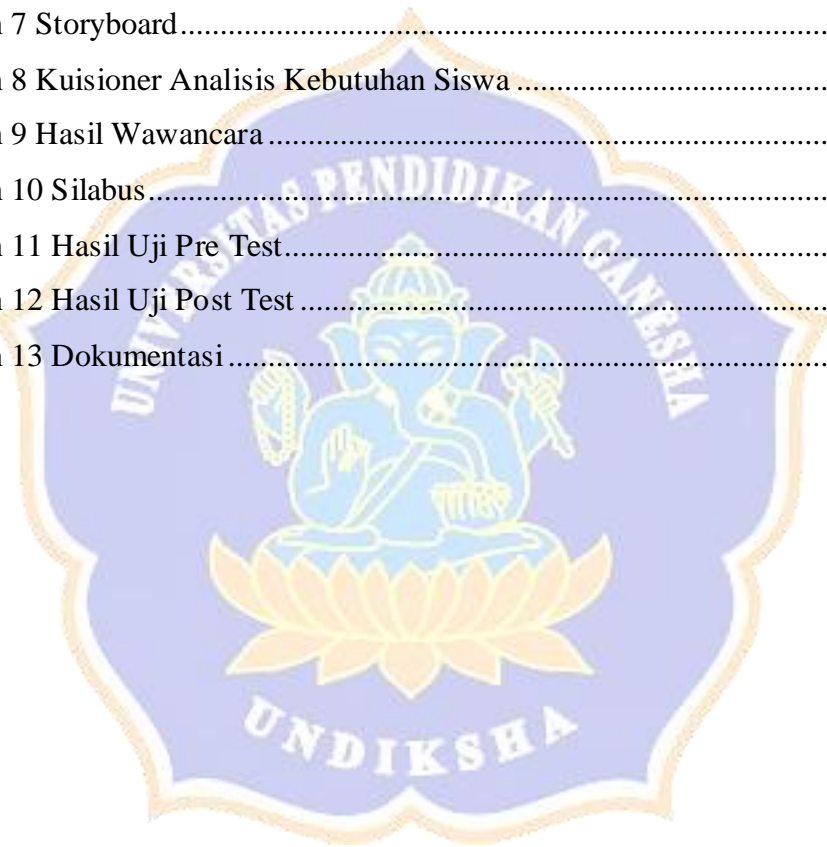 n 7 Storyboard................................................................................
n 8 Kuisioner Analisis Kebutuhan Siswa ........................................
n 9 Hasil Wawancara .....................................................................
n 10 Silabus.....................................................................................
n 11 Hasil Uji Pre Test....................................................................
n 12 Hasil Uji Post Test .................................................................
n 13 Dokumentasi ...........................................................................
UNIVERSITAS PENDIDIKAN GANESHA
UNDIKSHA